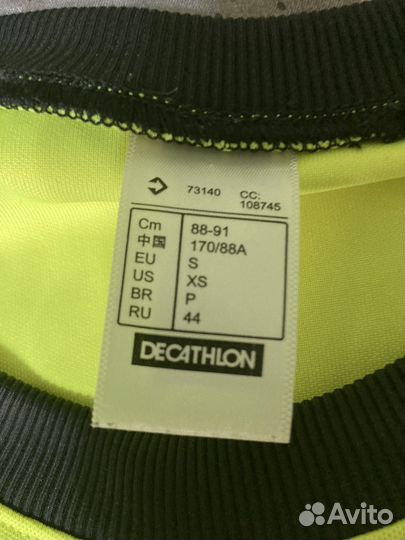 73140 CC: 108745
Cm 88-91
中国 170/88A
EU S
US XS
BR P
RU 44
DECATHLON
Avito